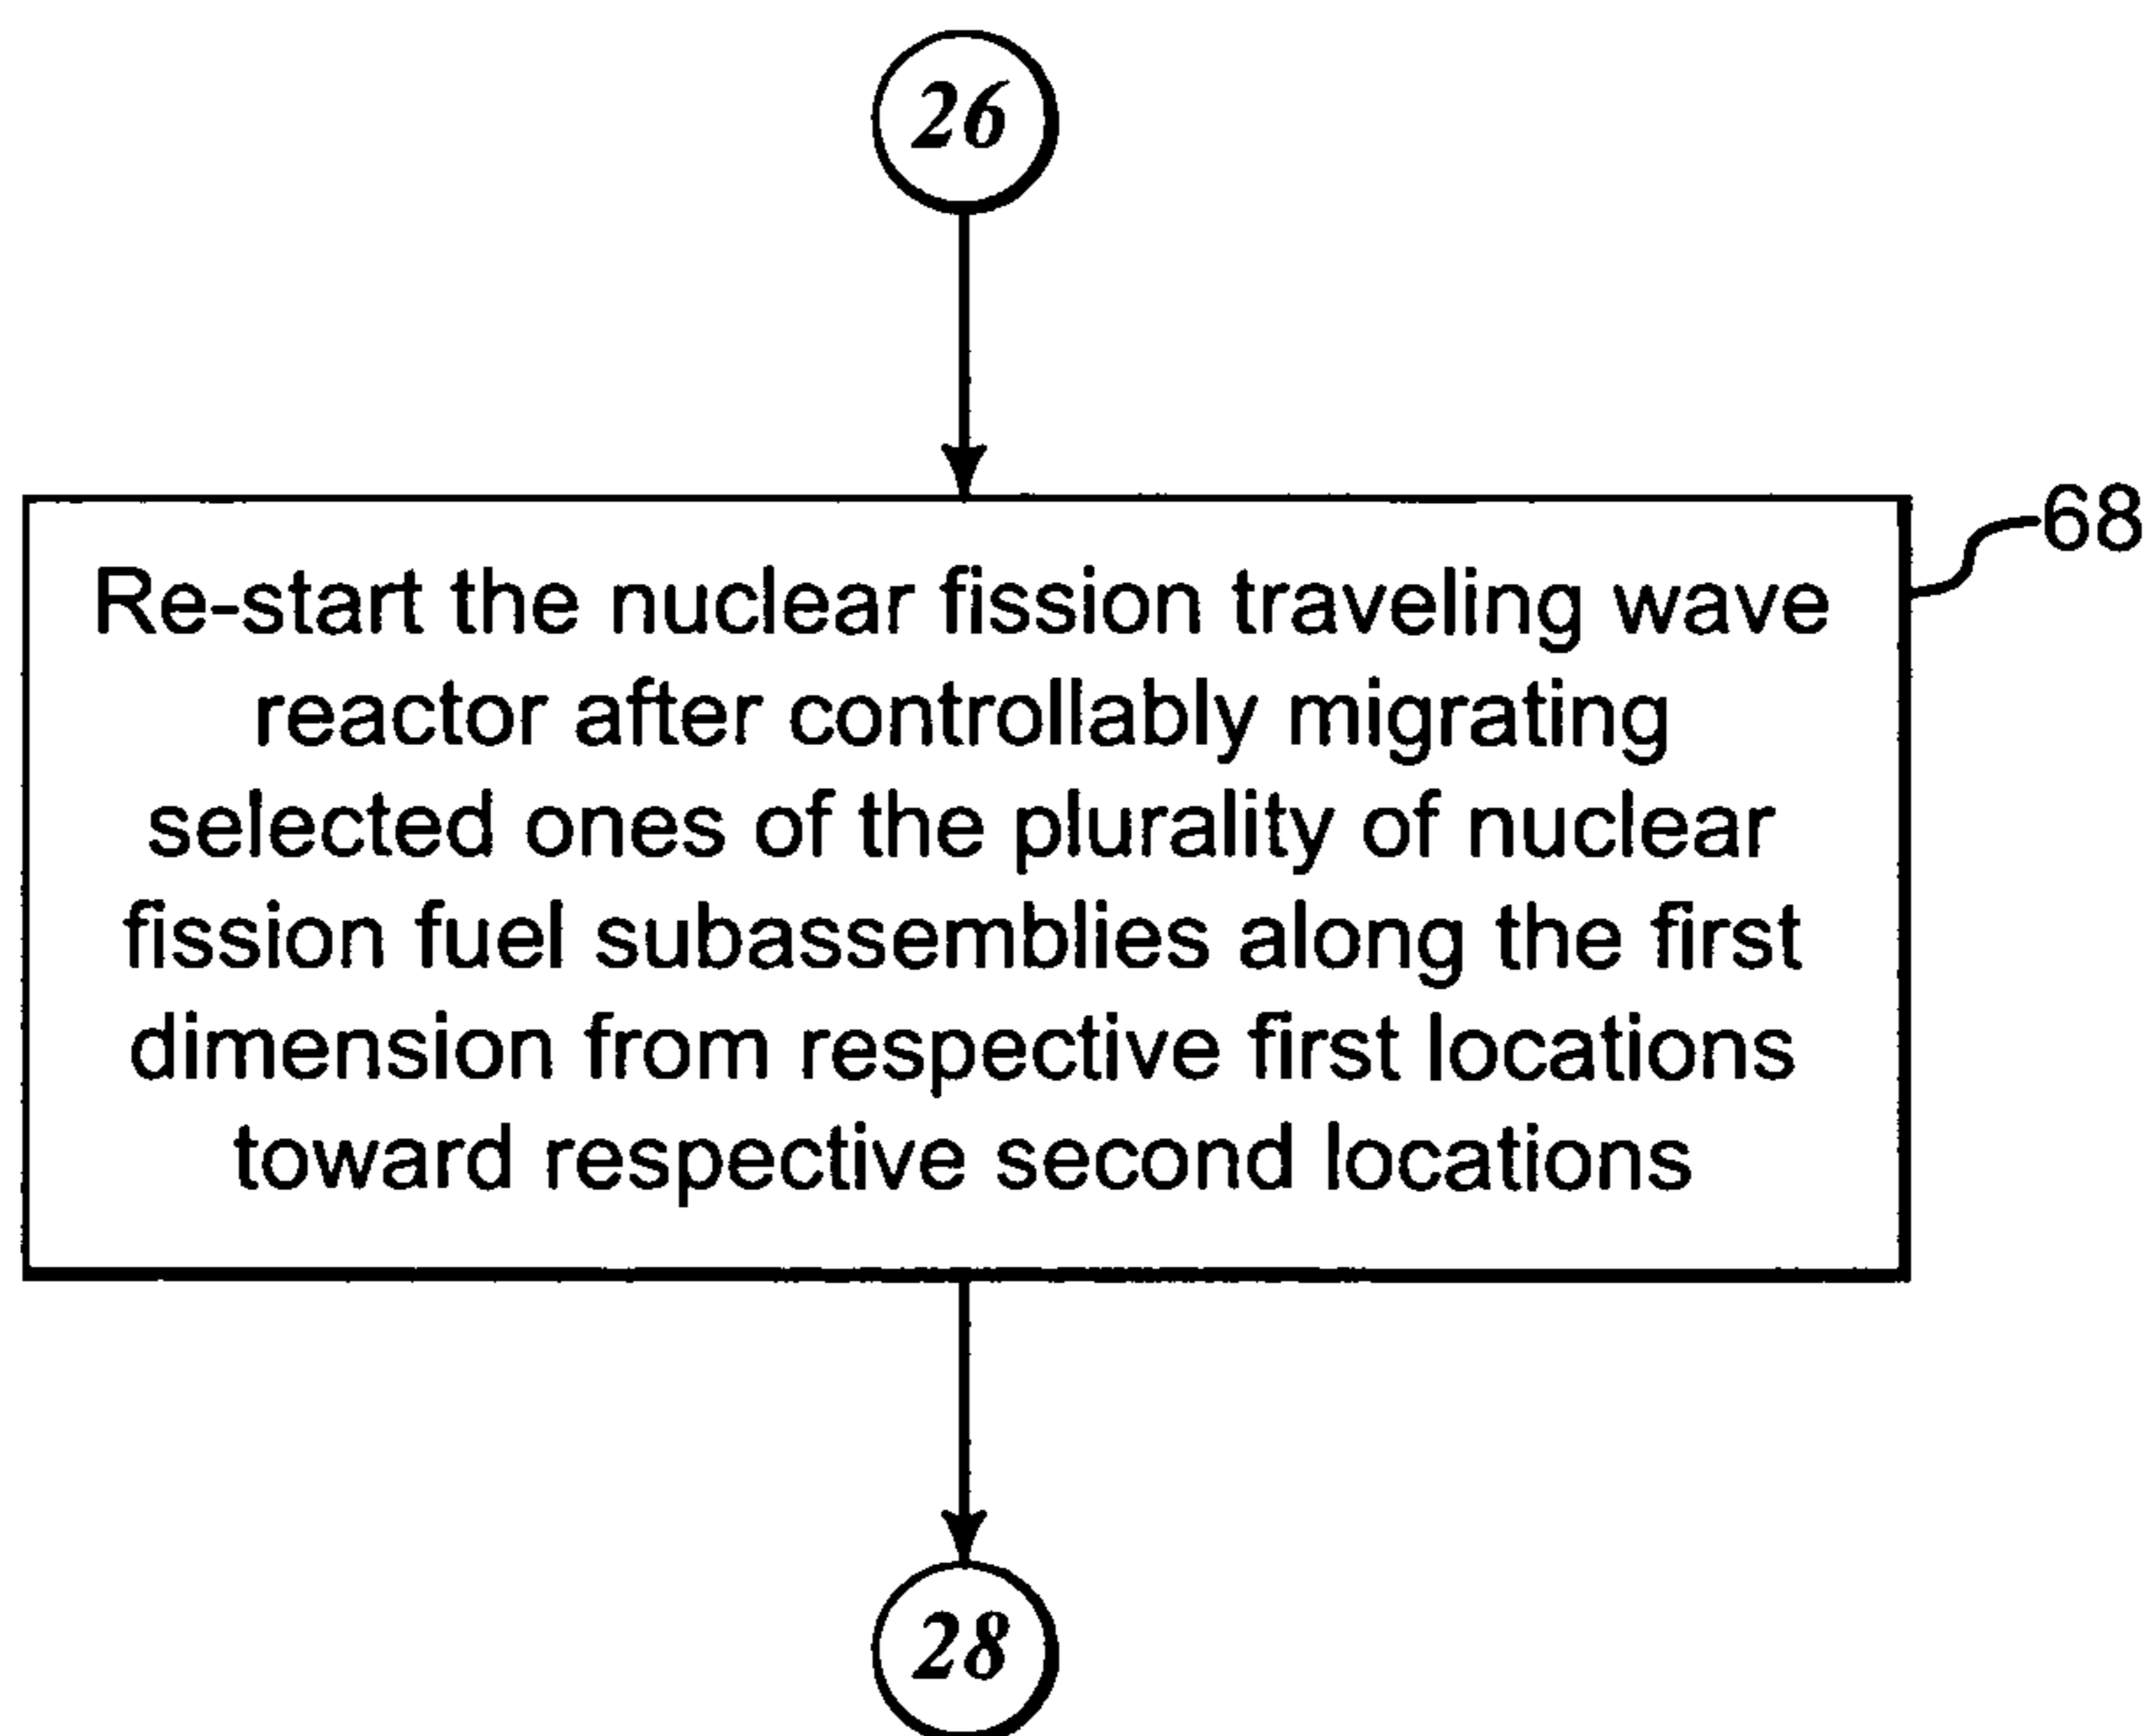 26
68
Re-start the nuclear fission traveling wave
reactor after controllably migrating
selected ones of the plurality of nuclear
fission fuel subassemblies along the first
dimension from respective first locations
toward respective second locations
28